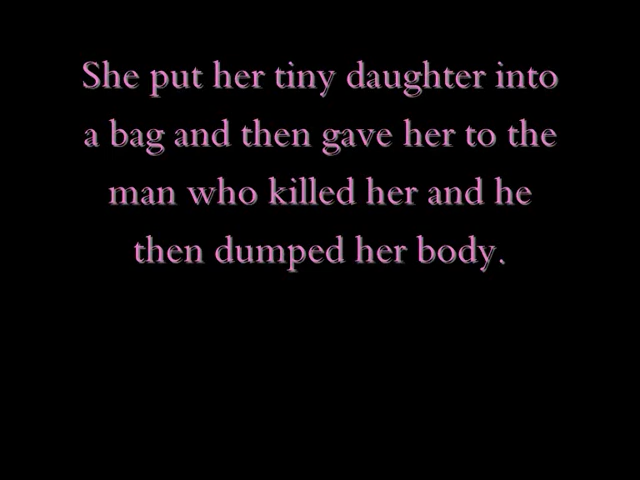 She put her tiny daughter into
a bag and then gave her to the
man who killed her and he
then dumped her body.